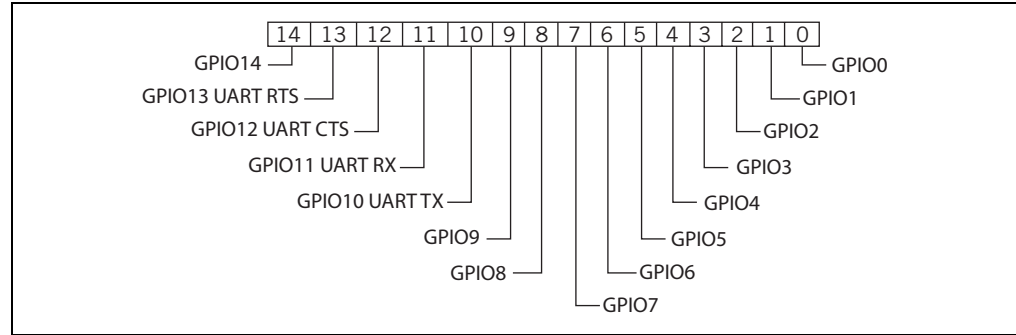 14 13 12 11 10 9 8 7 6 5 4 3 2 1 0
GPIO14 GPIO0
GPIO13 UART RTS GPIO1
GPIO12 UART CTS GPIO2
GPIO11 UART RX GPIO3
GPIO10 UART TX GPIO4
GPIO9 GPIO5
GPIO8 GPIO6
GPIO7